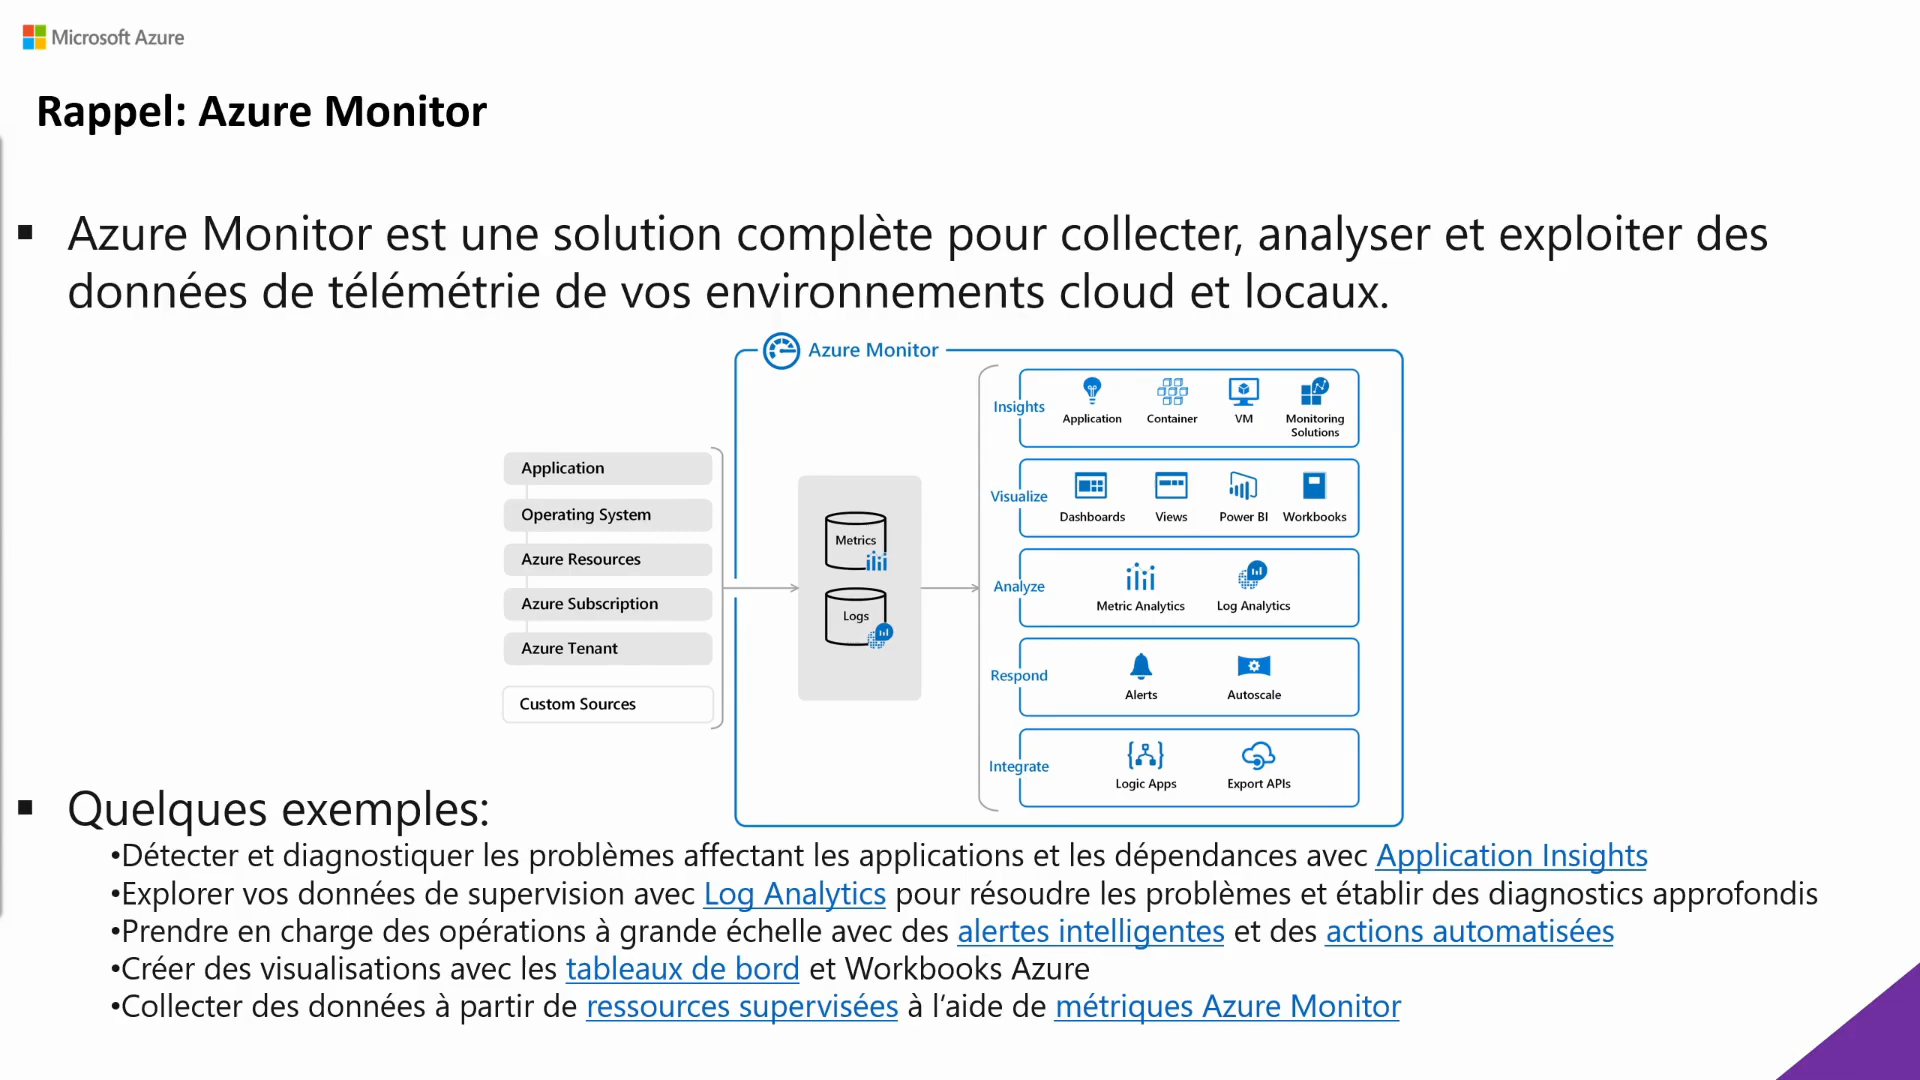 Microsoft Azure
Rappel: Azure Monitor
▪ Azure Monitor est une solution complète pour collecter, analyser et exploiter des
données de télémétrie de vos environnements cloud et locaux.
Azure Monitor
Application
Operating System
Azure Resources
Azure Subscription
Azure Tenant
Custom Sources
Metrics
Logs
Insights
Application
Container
VM
Monitoring
Solutions
Visualize
Dashboards
Views
Power BI
Workbooks
Analyze
Metric Analytics
Log Analytics
Respond
Alerts
Autoscale
Integrate
Logic Apps
Export APIs
▪ Quelques exemples:
•Détecter et diagnostiquer les problèmes affectant les applications et les dépendances avec Application Insights
•Explorer vos données de supervision avec Log Analytics pour résoudre les problèmes et établir des diagnostics approfondis
•Prendre en charge des opérations à grande échelle avec des alertes intelligentes et des actions automatisées
•Créer des visualisations avec les tableaux de bord et Workbooks Azure
•Collecter des données à partir de ressources supervisées à l’aide de métriques Azure Monitor